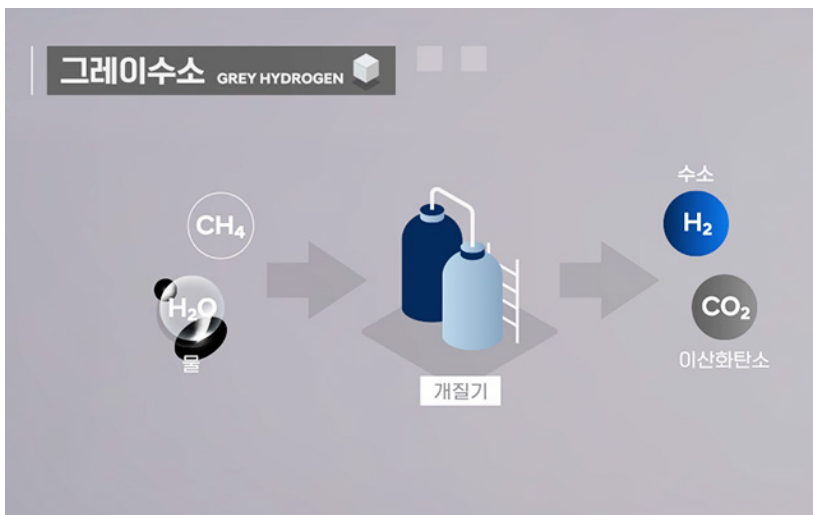 그레이수소 GREY HYDROGEN
수소
CH₄
H₂
H₂O
CO₂
물
이산화탄소
개질기